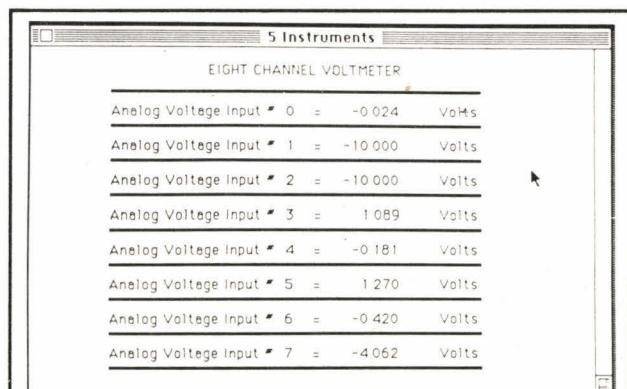 5 Instruments
EIGHT CHANNEL VOLTMETER
Analog Voltage Input # 0 = -0.024 Volts
Analog Voltage Input # 1 = -10.000 Volts
Analog Voltage Input # 2 = -10.000 Volts
Analog Voltage Input # 3 = 1.089 Volts
Analog Voltage Input # 4 = -0.181 Volts
Analog Voltage Input # 5 = 1.270 Volts
Analog Voltage Input # 6 = -0.420 Volts
Analog Voltage Input # 7 = -4.062 Volts